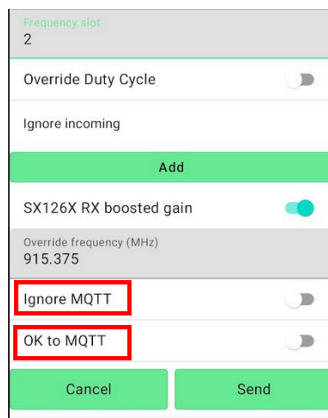 Frequency slot
2
Override Duty Cycle
Ignore incoming
Add
SX126X RX boosted gain
Override frequency (MHz)
915.375
Ignore MQTT
OK to MQTT
Cancel
Send